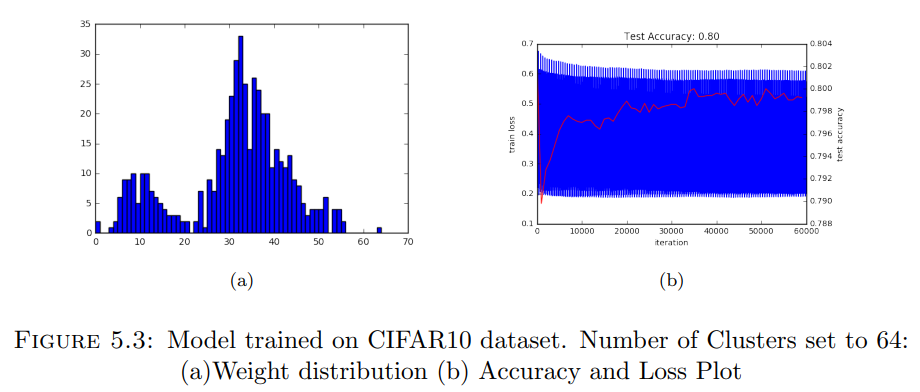 35
30
25
20
15
10
5
0
0 10 20 30 40 50 60 70
(a)
Test Accuracy: 0.80
0.7
0.6
0.5
0.4
0.3
0.2
0.1
train loss
0.804
0.802
0.800
0.798
0.796
0.794
0.792
0.790
0.788
test accuracy
0 10000 20000 30000 40000 50000 60000
iteration
(b)
FIGURE 5.3: Model trained on CIFAR10 dataset. Number of Clusters set to 64:
(a)Weight distribution (b) Accuracy and Loss Plot